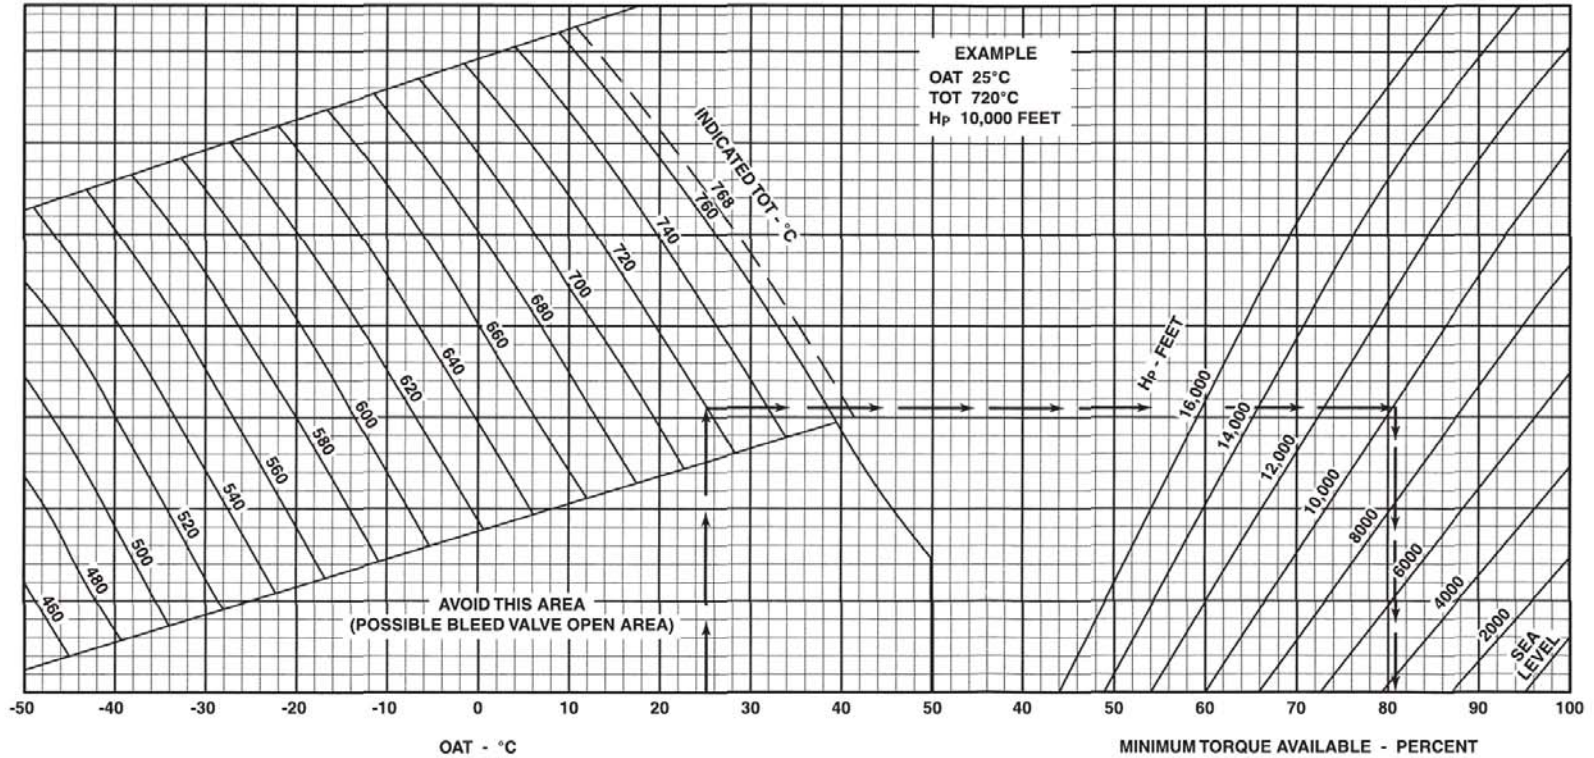 EXAMPLE
OAT 25°C
TOT 720°C
HP 10,000 FEET
INDICATED TOT - °C
768
760
740
720
700
680
660
640
620
600
580
560
540
520
500
480
460
HP - FEET
16,000
14,000
12,000
10,000
8000
6000
4000
2000
SEA
LEVEL
AVOID THIS AREA
(POSSIBLE BLEED VALVE OPEN AREA)
-50 -40 -30 -20 -10 0 10 20 30 40 50 40 50 60 70 80 90 100
OAT - °C
MINIMUM TORQUE AVAILABLE - PERCENT